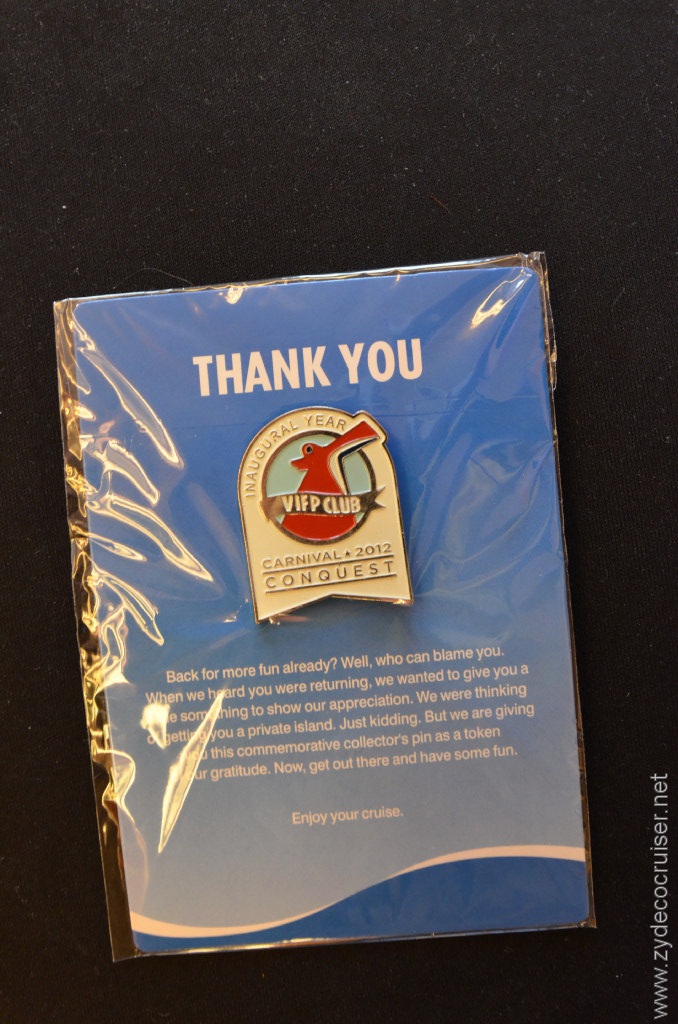 THANK YOU
INAUGURAL YEAR
VIFP CLUB
CARNIVAL 2012
CONQUEST
Back for more fun already? Well, who can blame you.
When we heard you were returning, we wanted to give you a
something to show our appreciation. We were thinking
of getting you a private island. Just kidding. But we are giving
you this commemorative collector's pin as a token
our gratitude. Now, get out there and have some fun.
Enjoy your cruise.
www.zydecocruiser.net